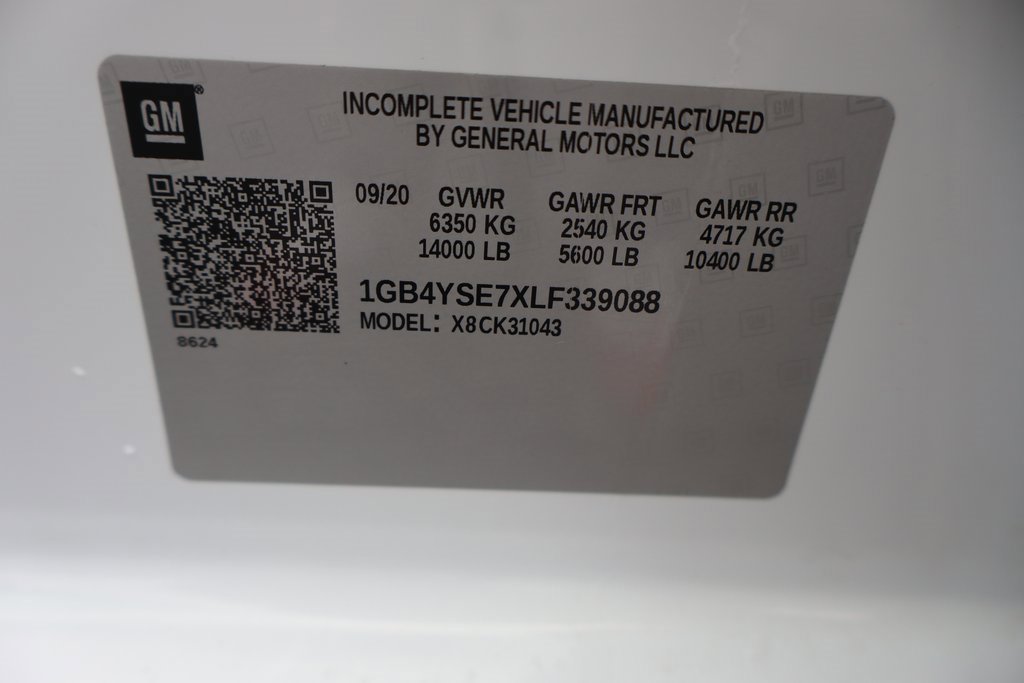 GM®
INCOMPLETE VEHICLE MANUFACTURED
BY GENERAL MOTORS LLC
09/20 GVWR GAWR FRT GAWR RR
6350 KG 2540 KG 4717 KG
14000 LB 5600 LB 10400 LB
1GB4YSE7XLF339088
MODEL: X8CK31043
8624